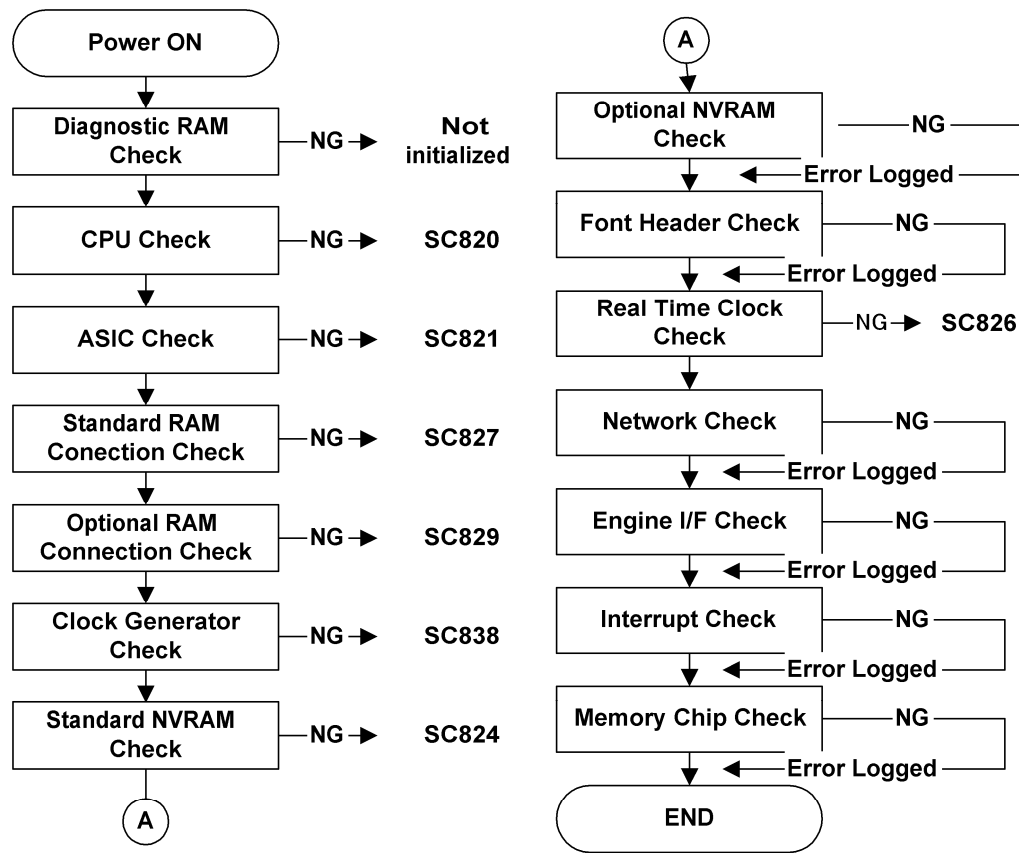 Power ON
Diagnostic RAM
Check
NG
Not
initialized
CPU Check
NG
SC820
ASIC Check
NG
SC821
Standard RAM
Conection Check
NG
SC827
Optional RAM
Connection Check
NG
SC829
Clock Generator
Check
NG
SC838
Standard NVRAM
Check
NG
SC824
A
A
Optional NVRAM
Check
NG
Error Logged
Font Header Check
NG
Error Logged
Real Time Clock
Check
NG
SC826
Network Check
NG
Error Logged
Engine I/F Check
NG
Error Logged
Interrupt Check
NG
Error Logged
Memory Chip Check
NG
Error Logged
END